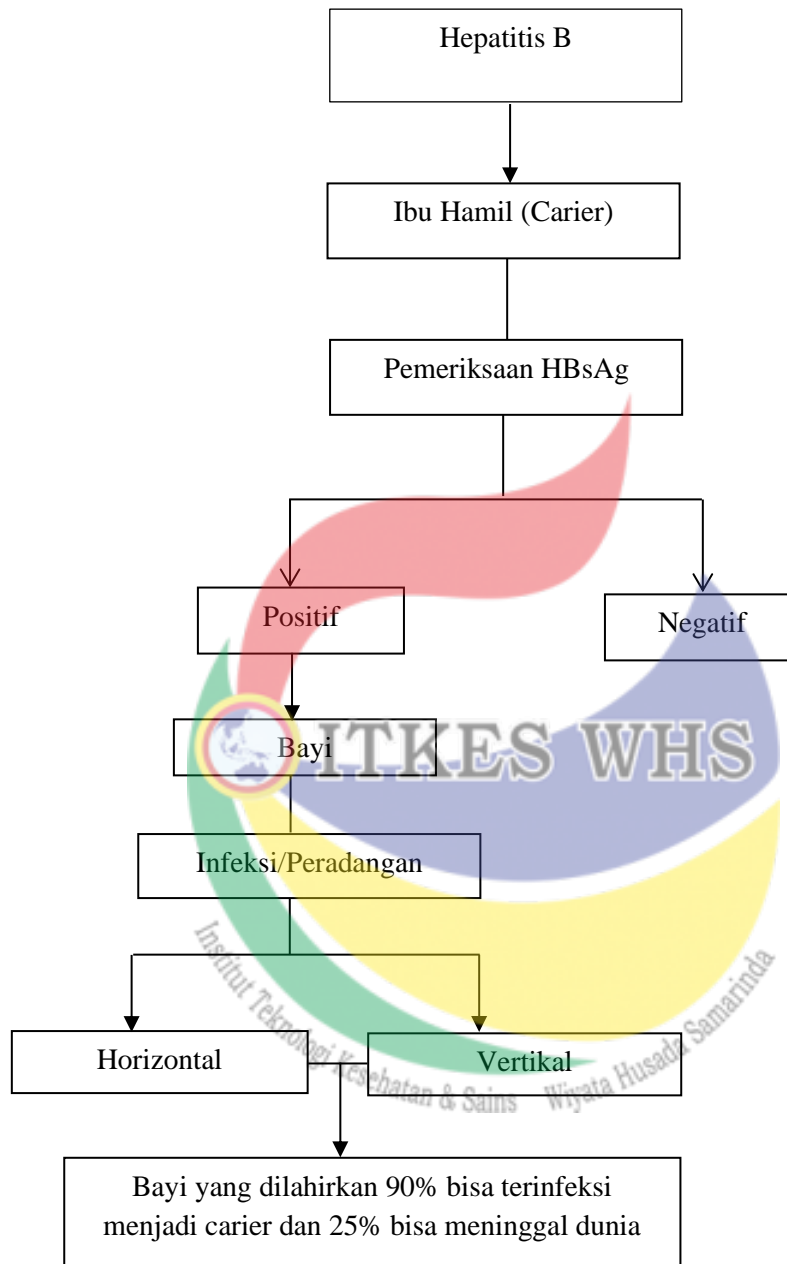 Hepatitis B
Ibu Hamil (Carier)
Pemeriksaan HBsAg
Positif
Negatif
Bayi
ITKES WHS
Infeksi/Peradangan
Horizontal
Vertikal
Institut Teknologi Kesehatan & Sains Wiyata Husada Samarinda
Bayi yang dilahirkan 90% bisa terinfeksi
menjadi carier dan 25% bisa meninggal dunia